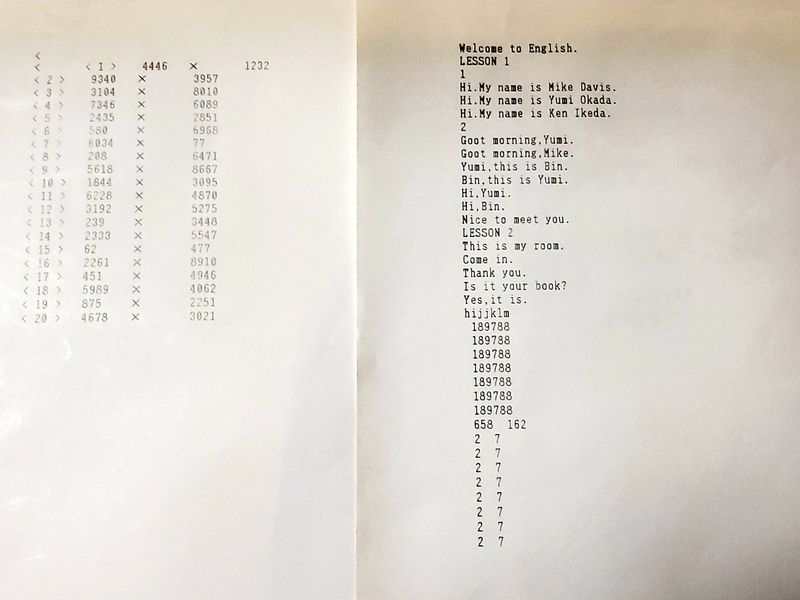 <
< < 1 > 4446 × 1232
< 2 > 9340 × 3957
< 3 > 3104 × 8010
< 4 > 7346 × 6089
< 5 > 2435 × 2851
< 6 > 580 × 6968
< 7 > 6034 × 77
< 8 > 208 × 6471
< 9 > 5618 × 8667
< 10 > 1844 × 3095
< 11 > 6228 × 4870
< 12 > 3192 × 5275
< 13 > 239 × 3448
< 14 > 2333 × 5547
< 15 > 62 × 477
< 16 > 2261 × 8910
< 17 > 451 × 4946
< 18 > 5989 × 4062
< 19 > 875 × 2251
< 20 > 4678 × 3021
Welcome to English.
LESSON 1
1
Hi.My name is Mike Davis.
Hi.My name is Yumi Okada.
Hi.My name is Ken Ikeda.
2
Goot morning,Yumi.
Goot morning,Mike.
Yumi,this is Bin.
Bin,this is Yumi.
Hi,Yumi.
Hi,Bin.
Nice to meet you.
LESSON 2
This is my room.
Come in.
Thank you.
Is it your book?
Yes,it is.
hijjklm
189788
189788
189788
189788
189788
189788
189788
658 162
2 7
2 7
2 7
2 7
2 7
2 7
2 7
2 7